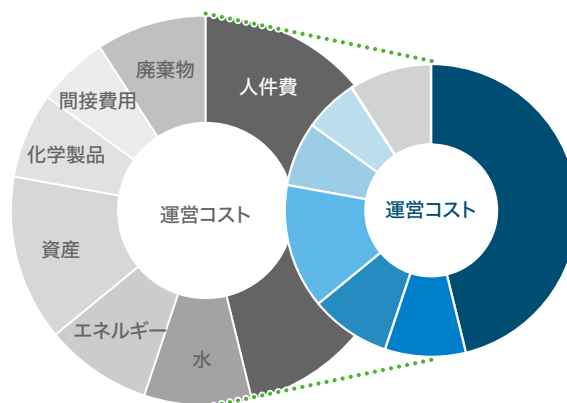 廃棄物
人件費
間接費用
化学製品
運営コスト
運営コスト
資産
エネルギー
水